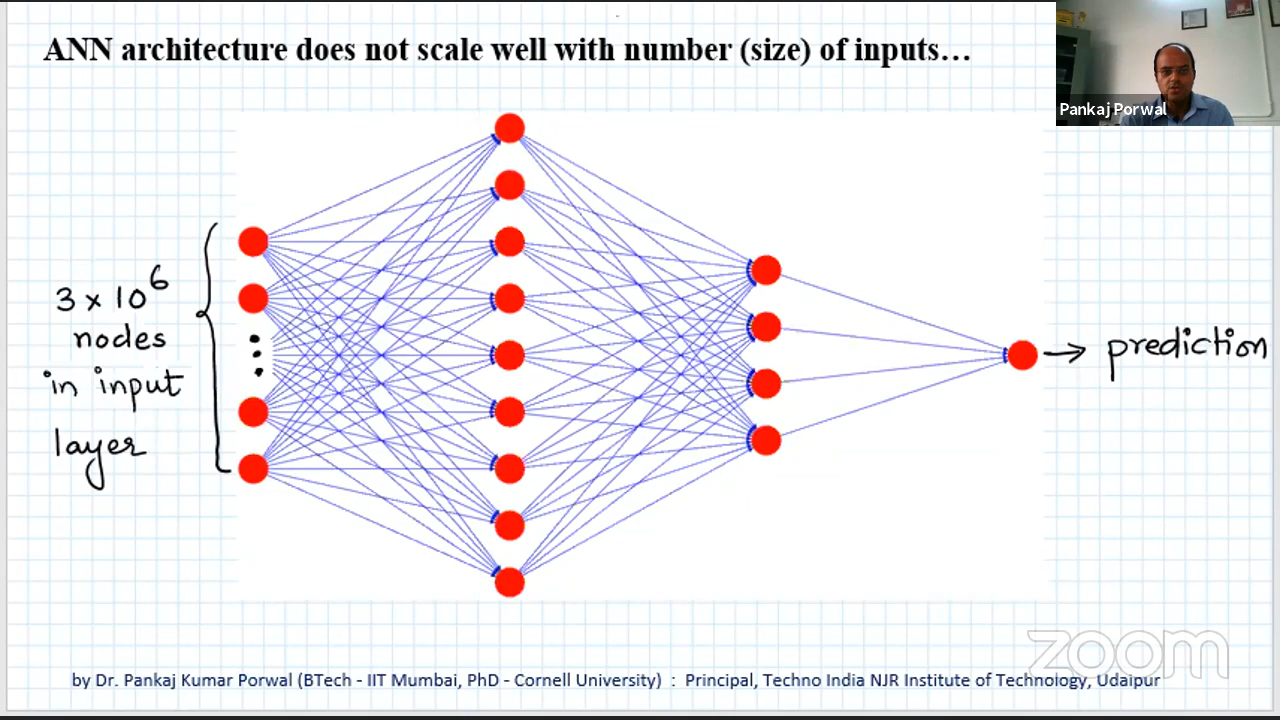 ANN architecture does not scale well with number (size) of inputs…
Pankaj Porwal
3 x 10⁶
nodes
in input
layer
→ prediction
zoom
by Dr. Pankaj Kumar Porwal (BTech - IIT Mumbai, PhD - Cornell University) : Principal, Techno India NJR Institute of Technology, Udaipur